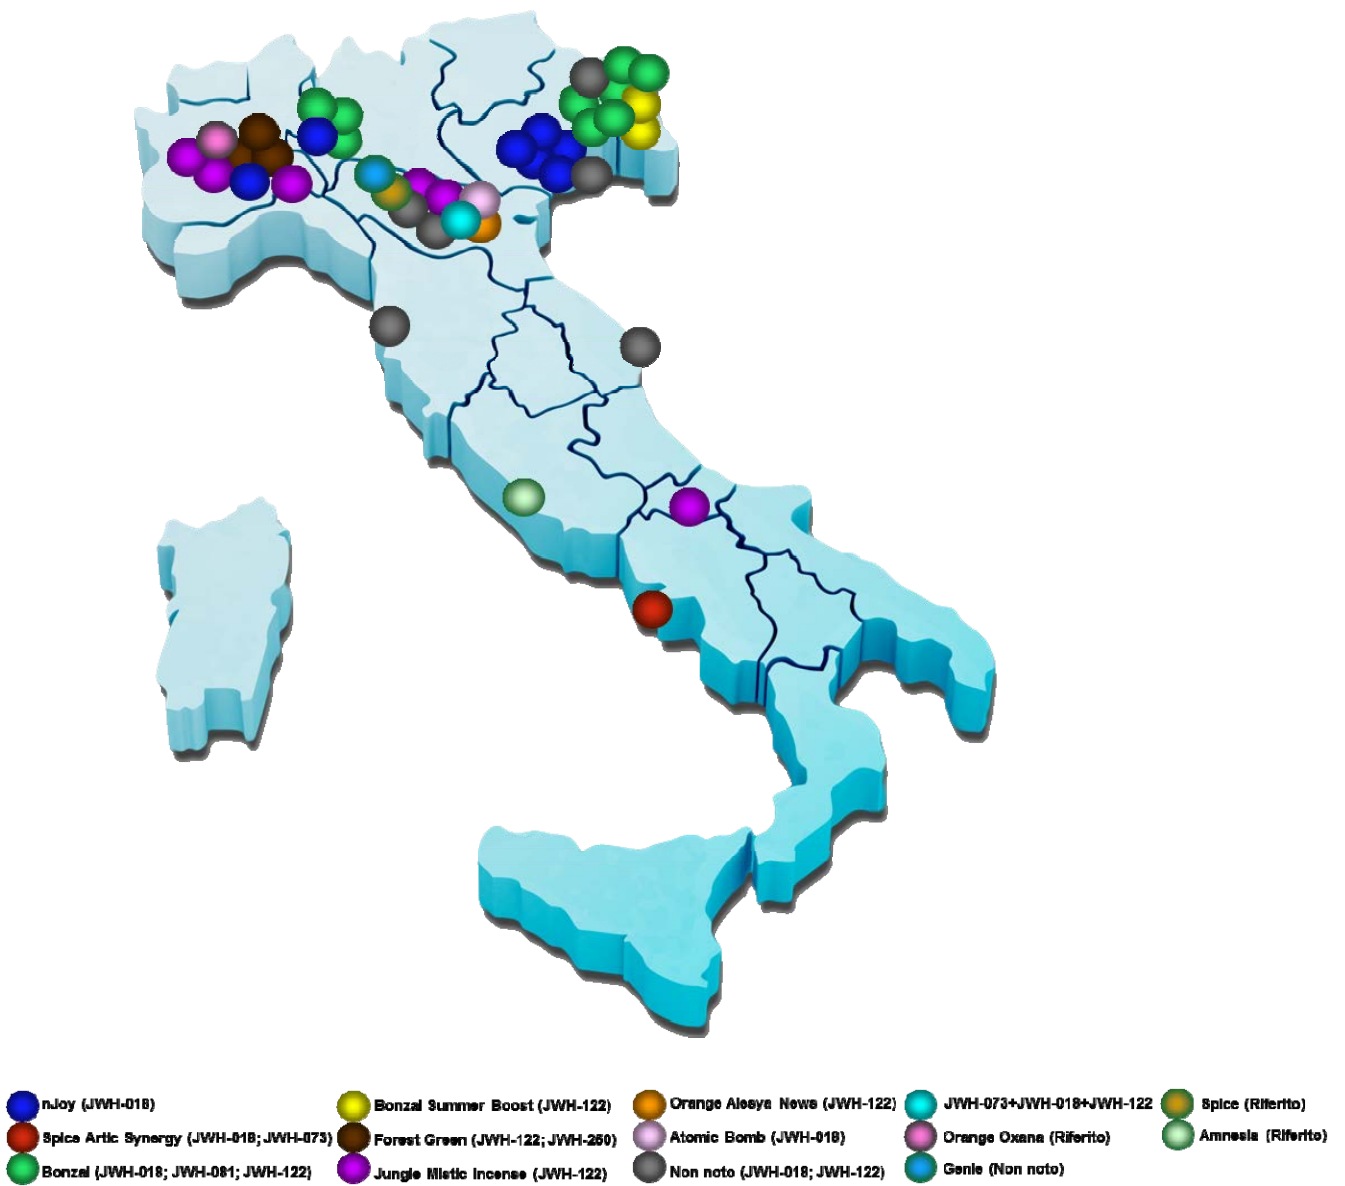 nJoy (JWH-018)
Spice Artic Synergy (JWH-018; JWH-073)
Bonzai (JWH-018; JWH-081; JWH-122)
Bonzai Summer Boost (JWH-122)
Forest Green (JWH-122; JWH-250)
Jungle Mistic Incense (JWH-122)
Orange Alesya News (JWH-122)
Atomic Bomb (JWH-018)
Non noto (JWH-018; JWH-122)
JWH-073+JWH-018+JWH-122
Orange Oxana (Riferito)
Genie (Non noto)
Spice (Riferito)
Amnesia (Riferito)